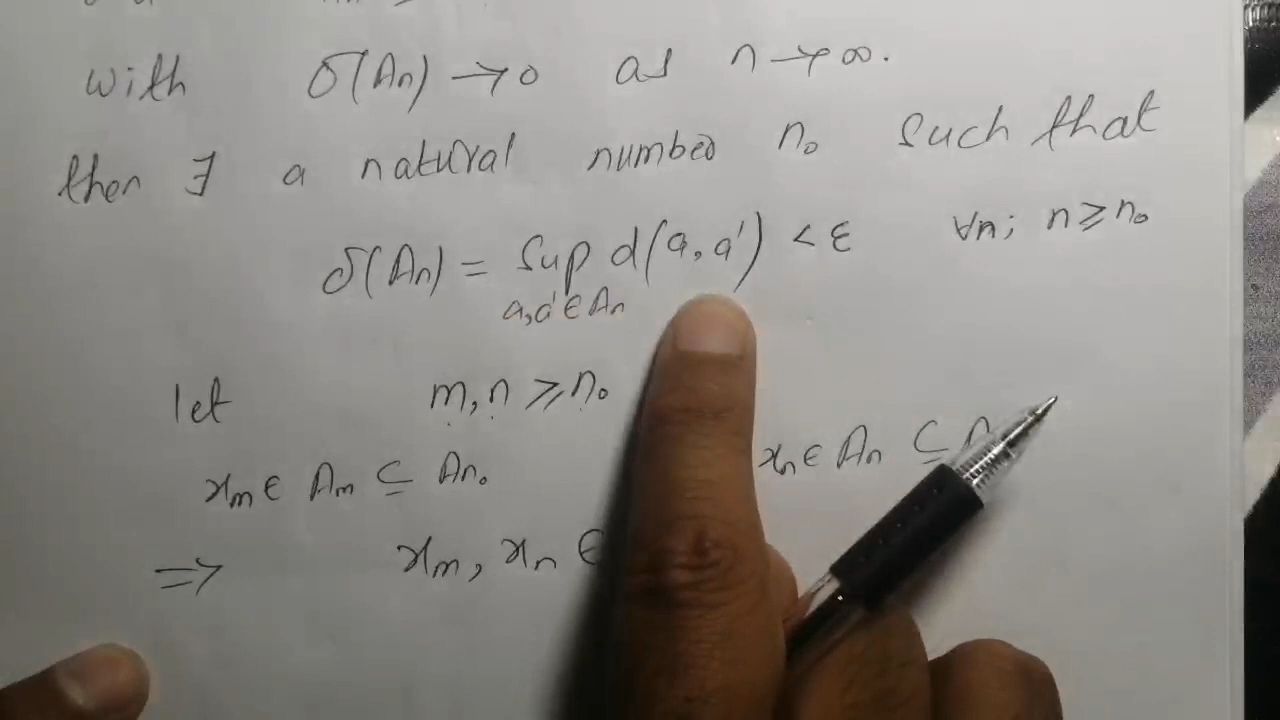 with δ(An) → 0 as n → ∞.
then ∃ a natural number n₀ such that
δ(An) = sup d(a, a') < ε ∀n; n ≥ n₀
a,a' ∈ An
let m, n ≥ n₀
xm ∈ Am ⊆ An₀ xn ∈ An ⊆
⇒ xm, xn ∈